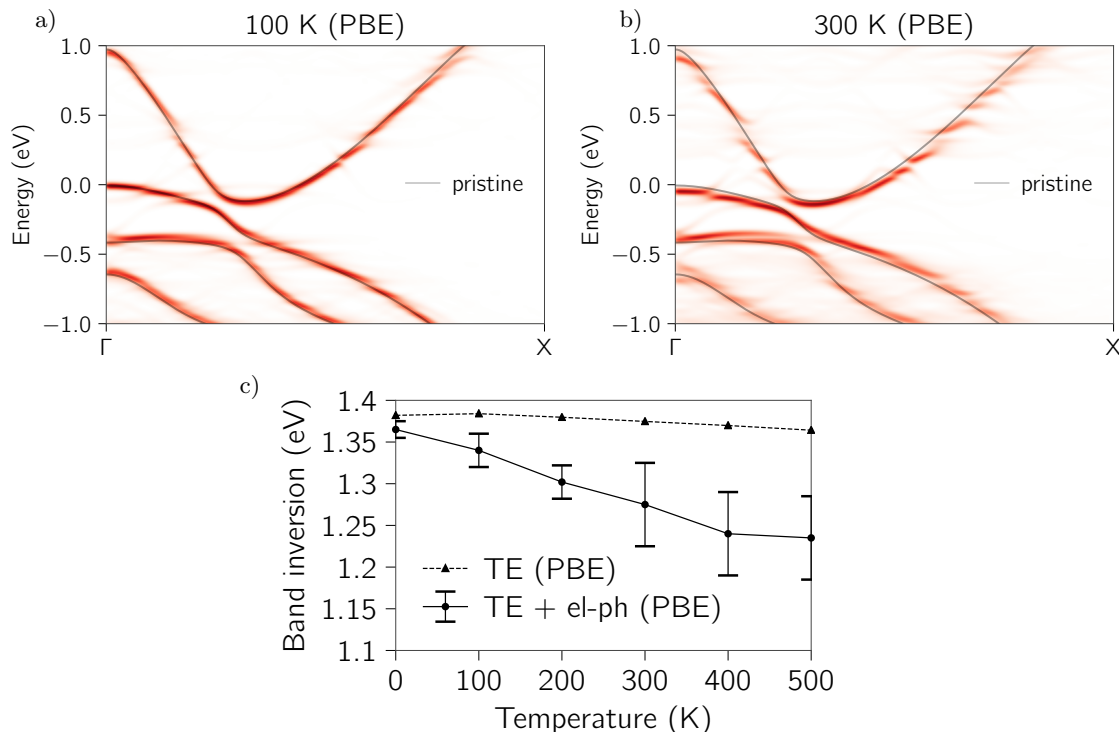 a)
100 K (PBE)
1.0
0.5
0.0
−0.5
−1.0
Energy (eV)
pristine
Γ
X
b)
300 K (PBE)
1.0
0.5
0.0
−0.5
−1.0
Energy (eV)
pristine
Γ
X
c)
1.4
1.35
1.3
1.25
1.2
1.15
1.1
Band inversion (eV)
TE (PBE)
TE + el-ph (PBE)
0 100 200 300 400 500
Temperature (K)